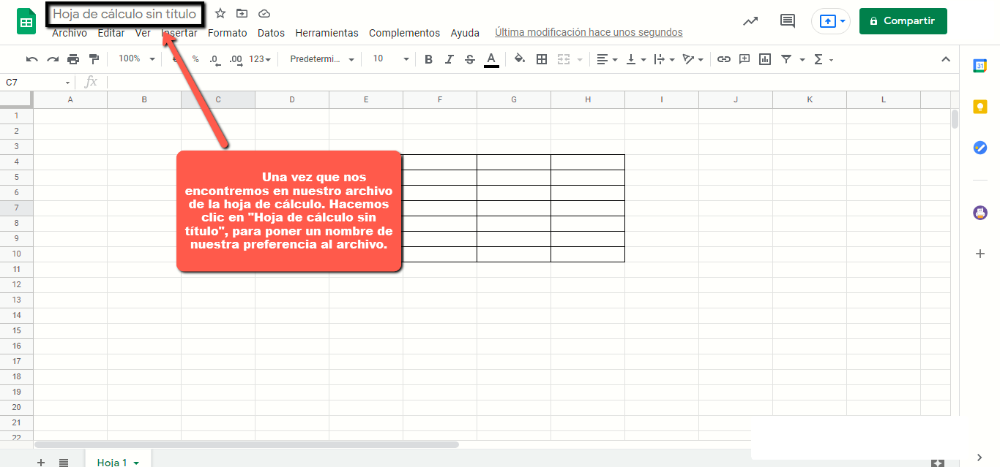 Hoja de cálculo sin título
Archivo Editar Ver Insertar Formato Datos Herramientas Complementos Ayuda Última modificación hace unos segundos
Compartir
100% % .0 .00 123 Predetermi... 10 B I S A Σ
31
C7 fx
A B C D E F G H I J K L
1
2
3
4
5
6
7
8
9
10
11
12
13
14
15
16
17
18
19
20
21
22
Una vez que nos
encontremos en nuestro archivo
de la hoja de cálculo. Hacemos
clic en "Hoja de cálculo sin
título", para poner un nombre de
nuestra preferencia al archivo.
Hoja 1